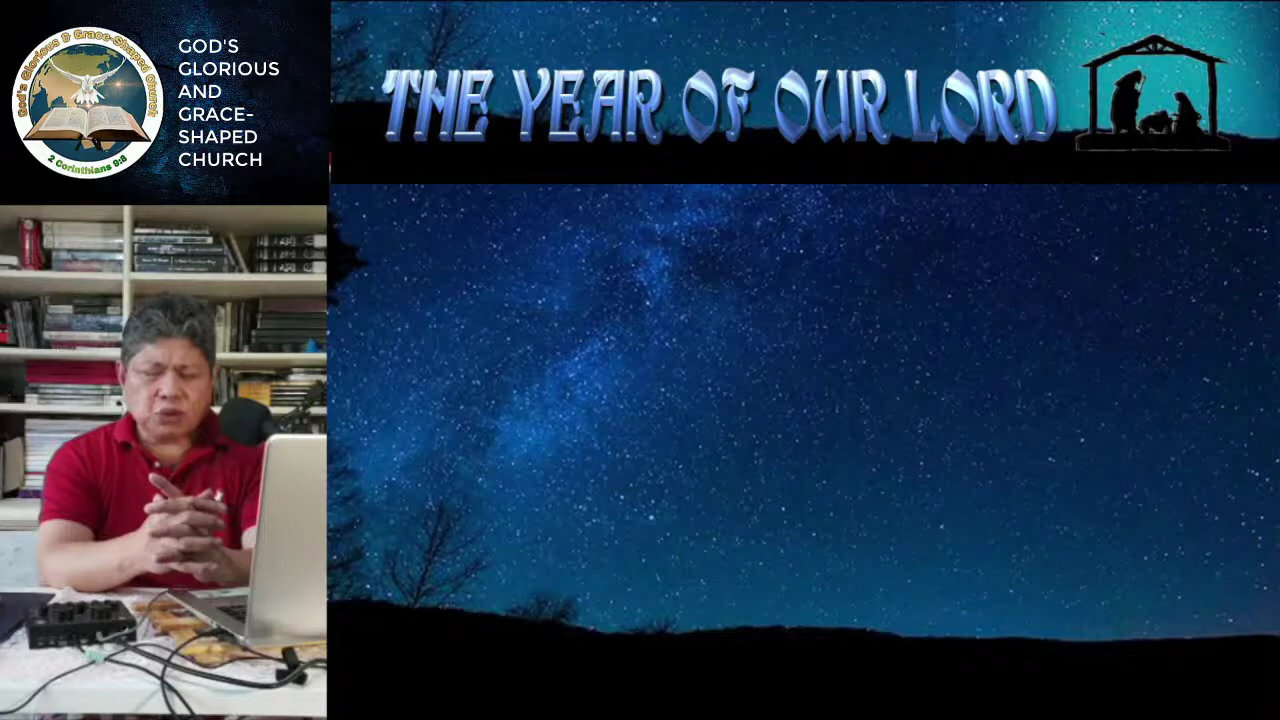 God's Glorious & Grace-Shaped Church
2 Corinthians 9:8
GOD'S
GLORIOUS
AND
GRACE-
SHAPED
CHURCH
THE YEAR OF OUR LORD